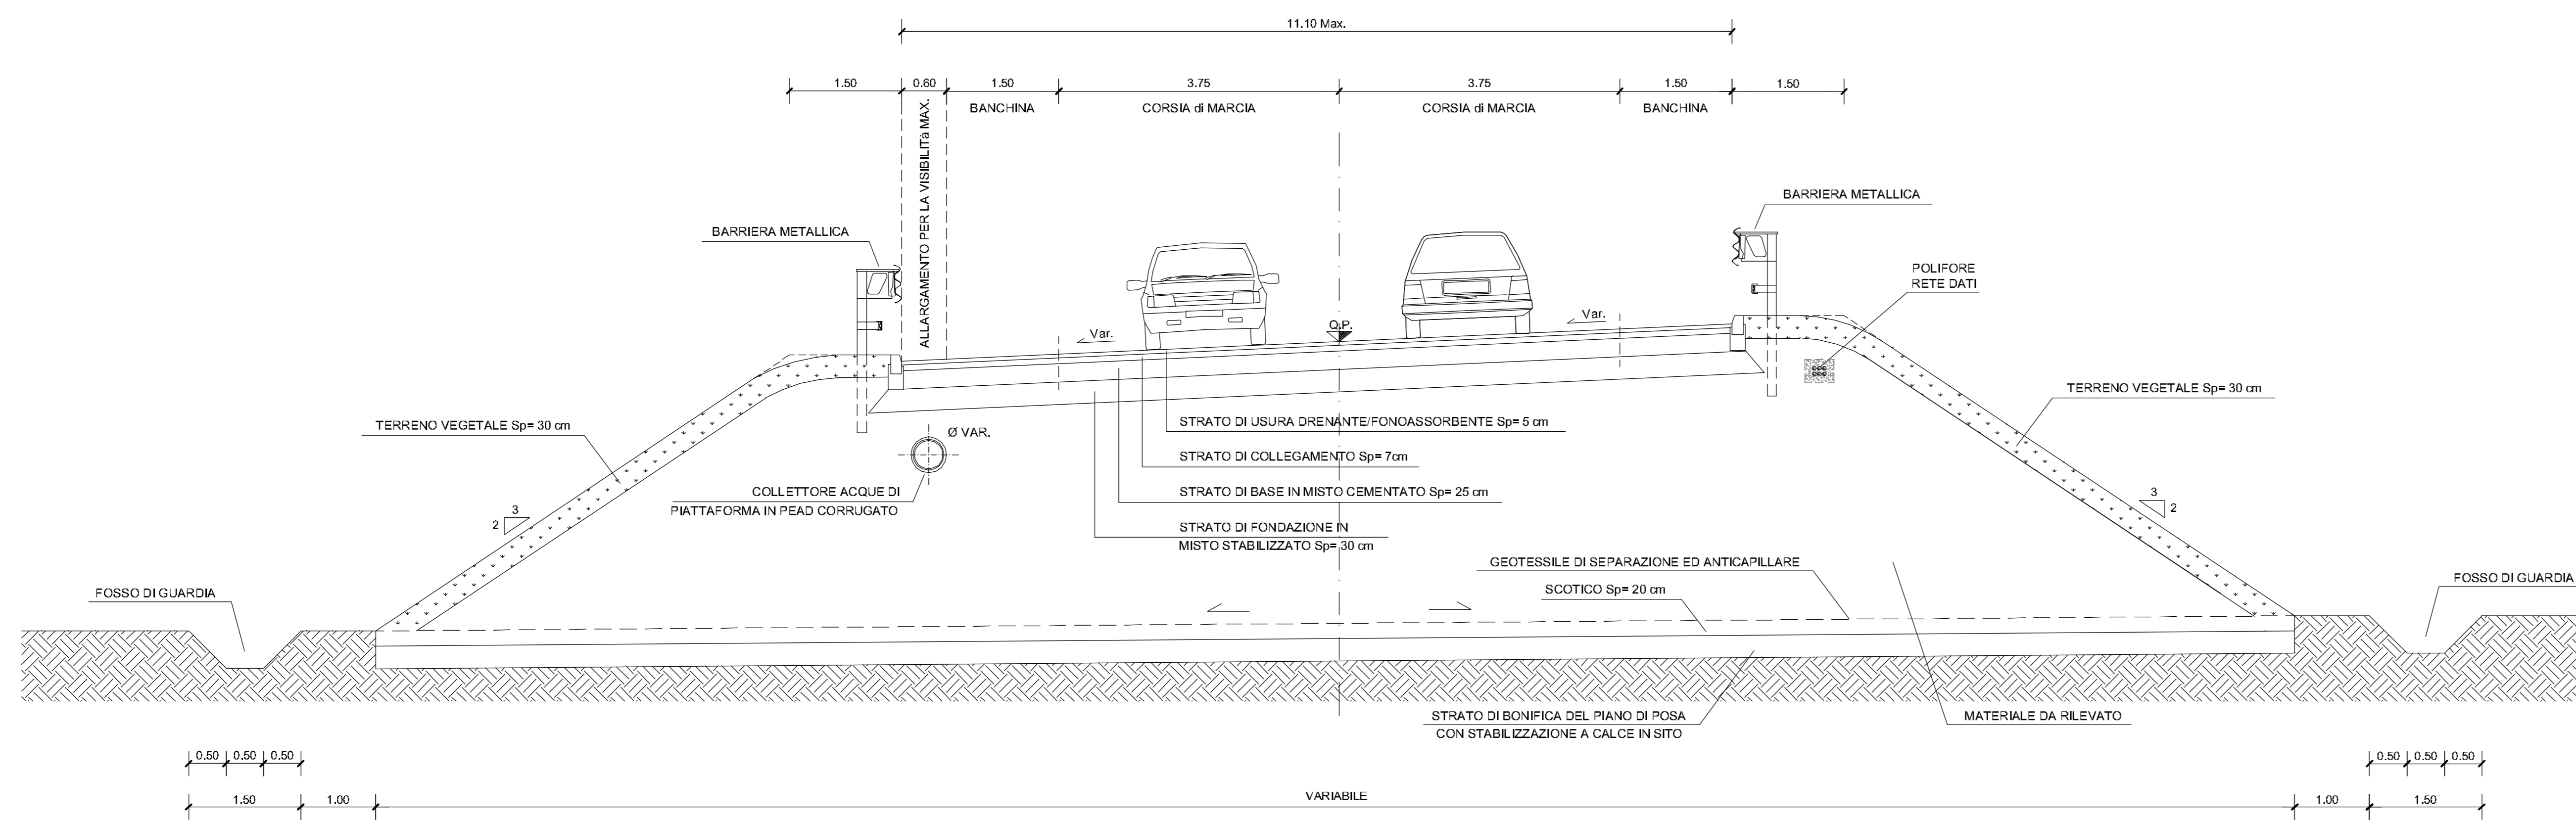 11.10 Max.
1.50 0.60 1.50 3.75 3.75 1.50 1.50
BANCHINA CORSIA di MARCIA CORSIA di MARCIA BANCHINA
ALLARGAMENTO PER LA VISIBILITà MAX.
BARRIERA METALLICA
BARRIERA METALLICA
POLIFORE
RETE DATI
Var.
Q.P.
Var.
TERRENO VEGETALE Sp= 30 cm
TERRENO VEGETALE Sp= 30 cm
Ø VAR.
STRATO DI USURA DRENANTE/FONOASSORBENTE Sp= 5 cm
STRATO DI COLLEGAMENTO Sp= 7cm
COLLETTORE ACQUE DI
PIATTAFORMA IN PEAD CORRUGATO
STRATO DI BASE IN MISTO CEMENTATO Sp= 25 cm
STRATO DI FONDAZIONE IN
MISTO STABILIZZATO Sp= 30 cm
3
2
3
2
GEOTESSILE DI SEPARAZIONE ED ANTICAPILLARE
SCOTICO Sp= 20 cm
FOSSO DI GUARDIA
FOSSO DI GUARDIA
STRATO DI BONIFICA DEL PIANO DI POSA
CON STABILIZZAZIONE A CALCE IN SITO
MATERIALE DA RILEVATO
0.50 0.50 0.50 0.50 0.50 0.50
1.50 1.00 VARIABILE 1.00 1.50